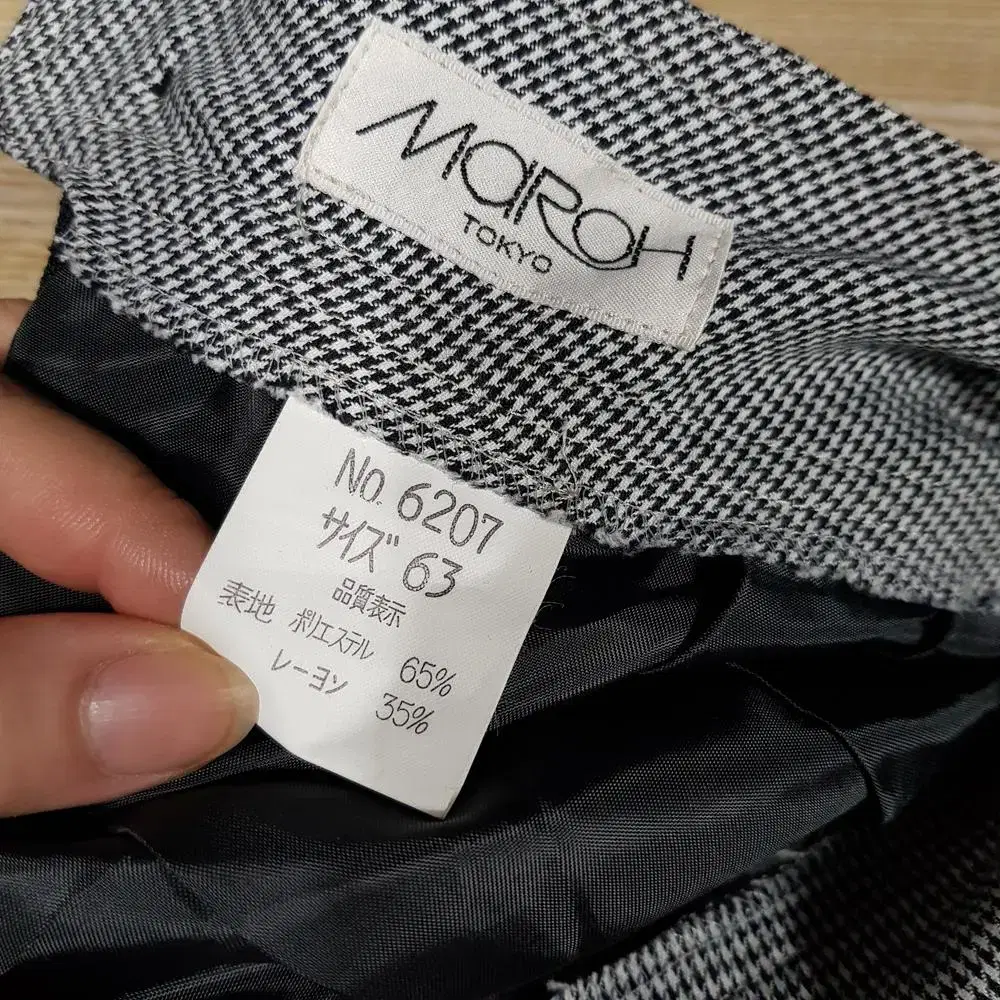 MaRCH
TOKYO
No. 6207
サイズ 63
品質表示
表地 ポリエステル 65%
レーヨン 35%